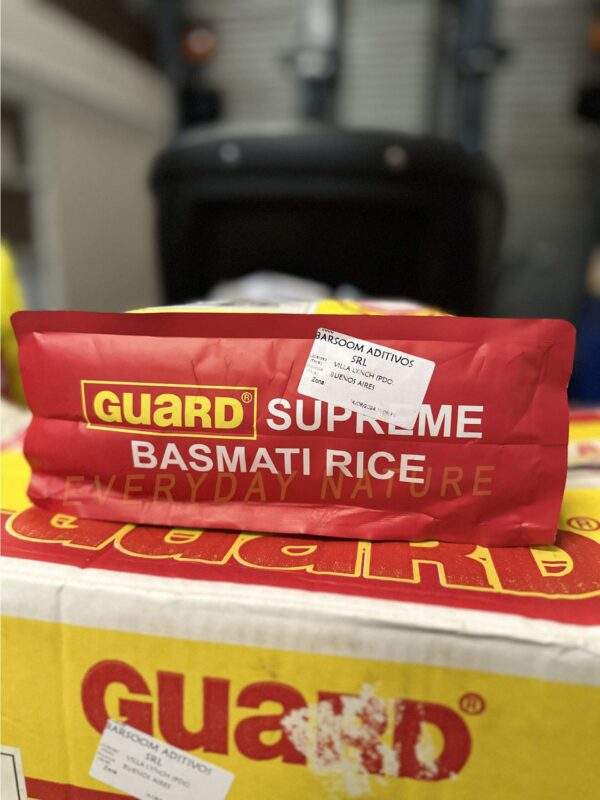 BARSOOM ADITIVOS
SRL
VILLA LYNCH (PDO:
BUENOS AIRES
Zona
GUARD® SUPREME
BASMATI RICE
EVERYDAY NATURE
GUARD®
GUARD®
BARSOOM ADITIVOS
SRL
VILLA LYNCH (PDO:
BUENOS AIRES
Zona